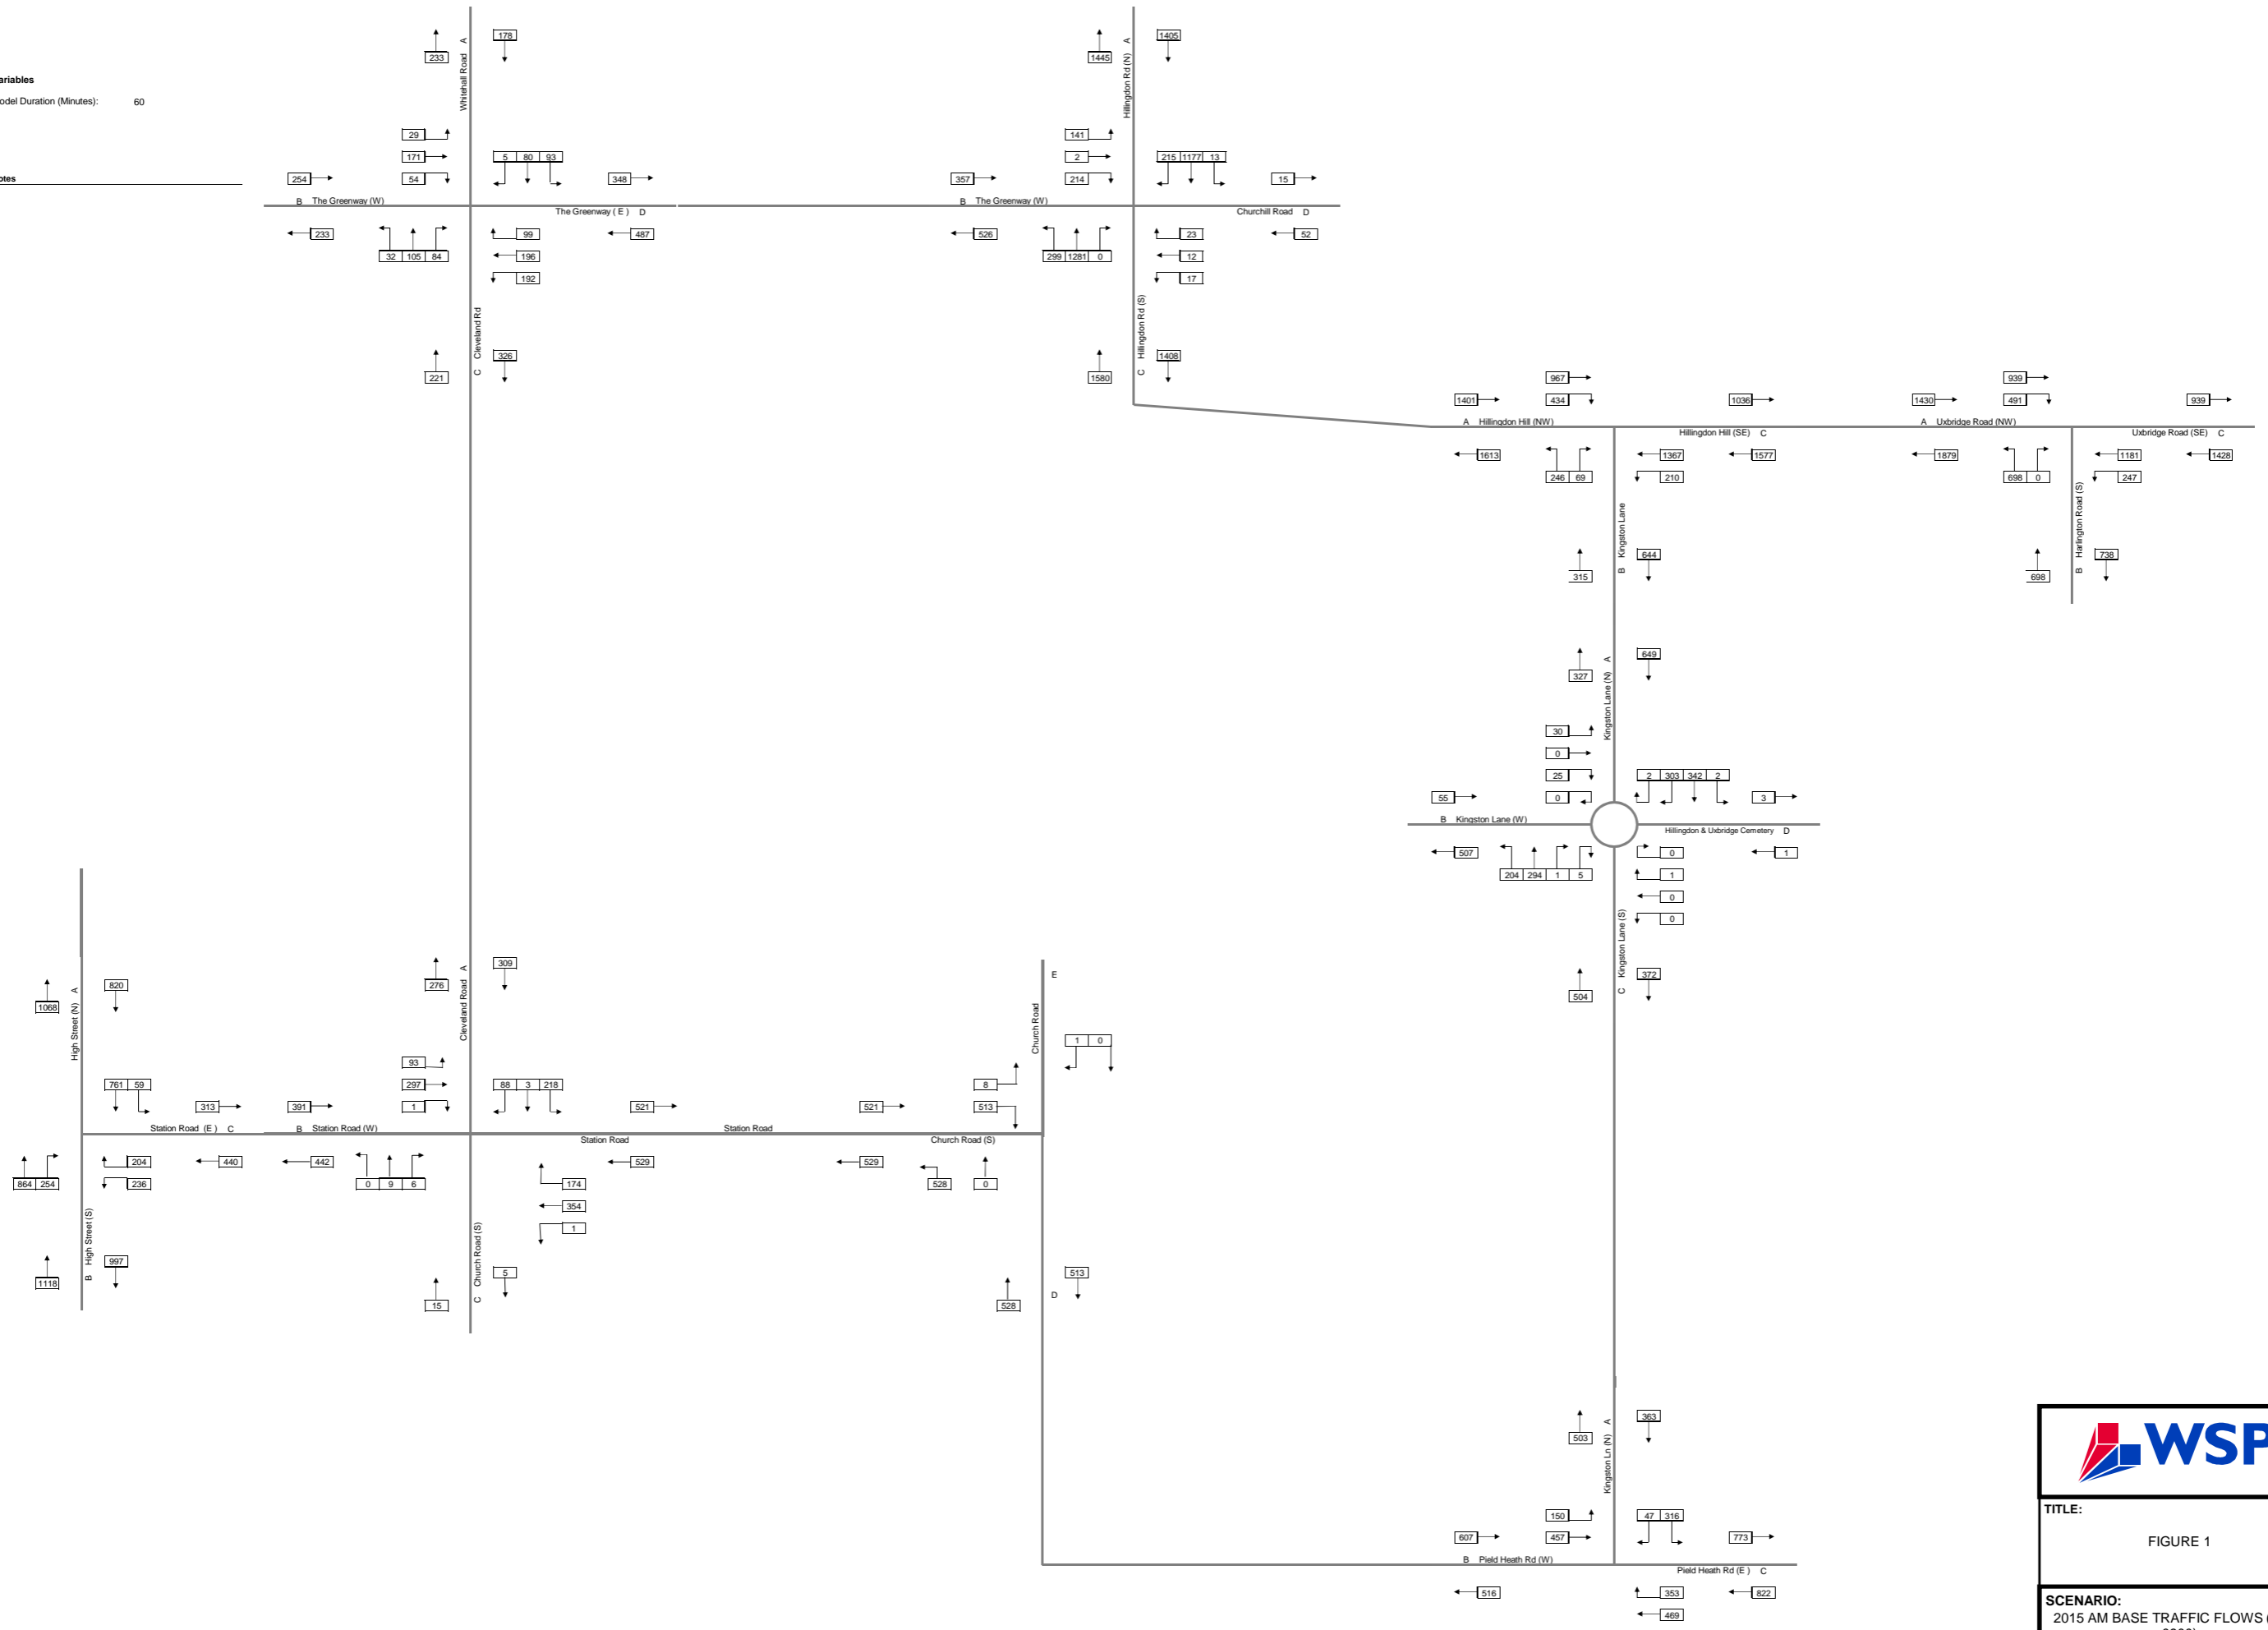 178
1405
233
1445
Whitehall Road A
Hillingdon Rd (N) A
ariables
odel Duration (Minutes): 60
29
141
171
5 80 93
2
215 1177 13
otes
254
54
348
357
214
15
B The Greenway (W)
The Greenway ( E ) D
B The Greenway (W)
Churchill Road D
233
32 105 84
99
487
526
299 1281 0
23
52
196
12
192
17
C Cleveland Rd
C Hillingdon Rd (S)
326
1408
221
1580
967
939
1401
434
1036
1430
491
939
A Hillingdon Hill (NW)
Hillingdon Hill (SE) C
A Uxbridge Road (NW)
Uxbridge Road (SE) C
1613
246 69
1367
1577
1879
698 0
1181
1428
210
247
B Kingston Lane
B Harlington Road (S)
644
738
315
698
649
327
Kingston Lane (N) A
30
0
25
2 303 342 2
55
0
3
B Kingston Lane (W)
Hillingdon & Uxbridge Cemetery D
507
204 294 1 5
0
1
1
0
0
C Kingston Lane (S)
372
504
820
309
276
1068
High Street (N) A
Cleveland Road A
E
Church Road
1 0
93
761 59
297
88 3 218
8
313
391
1
521
521
513
Station Road (E ) C
B Station Road (W)
Station Road
Station Road
Church Road (S)
864 254
204
440
442
0 9 6
529
529
528
0
236
174
354
1
B High Street (S)
C Church Road (S)
997
5
513
1118
15
528
D
363
503
Kingston Ln (N) A
150
47 316
607
457
773
B Pield Heath Rd (W)
Pield Heath Rd (E ) C
516
353
822
469
WSP
TITLE:
FIGURE 1
SCENARIO:
2015 AM BASE TRAFFIC FLOWS (